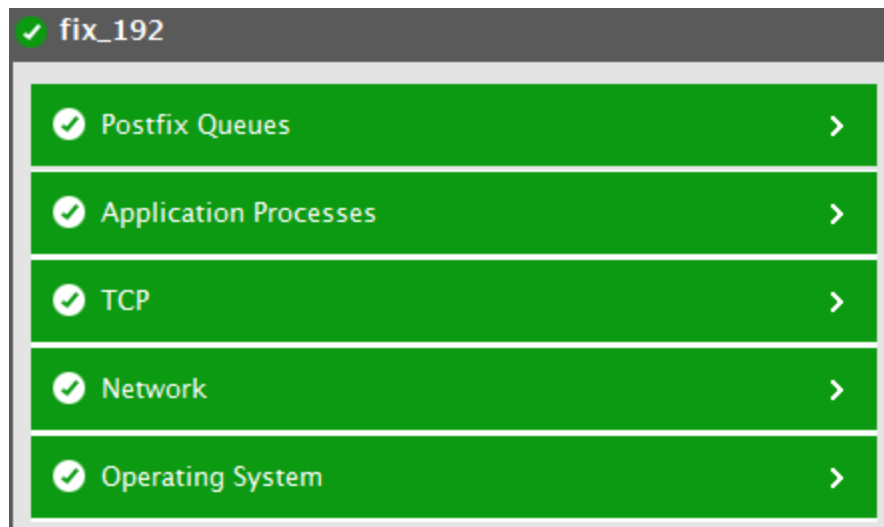 fix_192
Postfix Queues
Application Processes
TCP
Network
Operating System